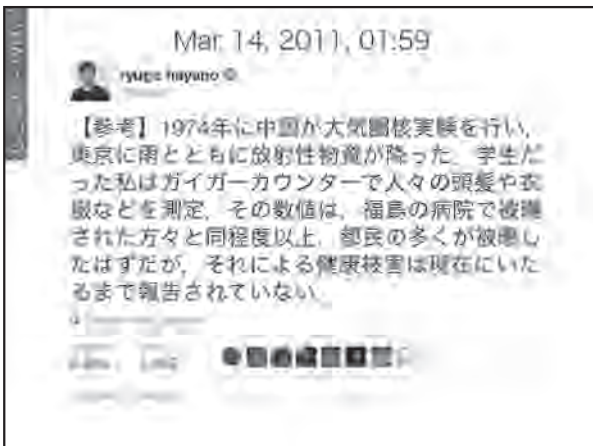 Mar. 14, 2011, 01:59
ryugo hayano
【参考】1974年に中国が大気圏核実験を行い，
東京に雨とともに放射性物質が降った．学生だ
った私はガイガーカウンターで人々の頭髪や衣
服などを測定．その数値は，福島の病院で被曝
された方々と同程度以上．都民の多くが被曝し
たはずだが，それによる健康被害は現在にいた
るまで報告されていない．